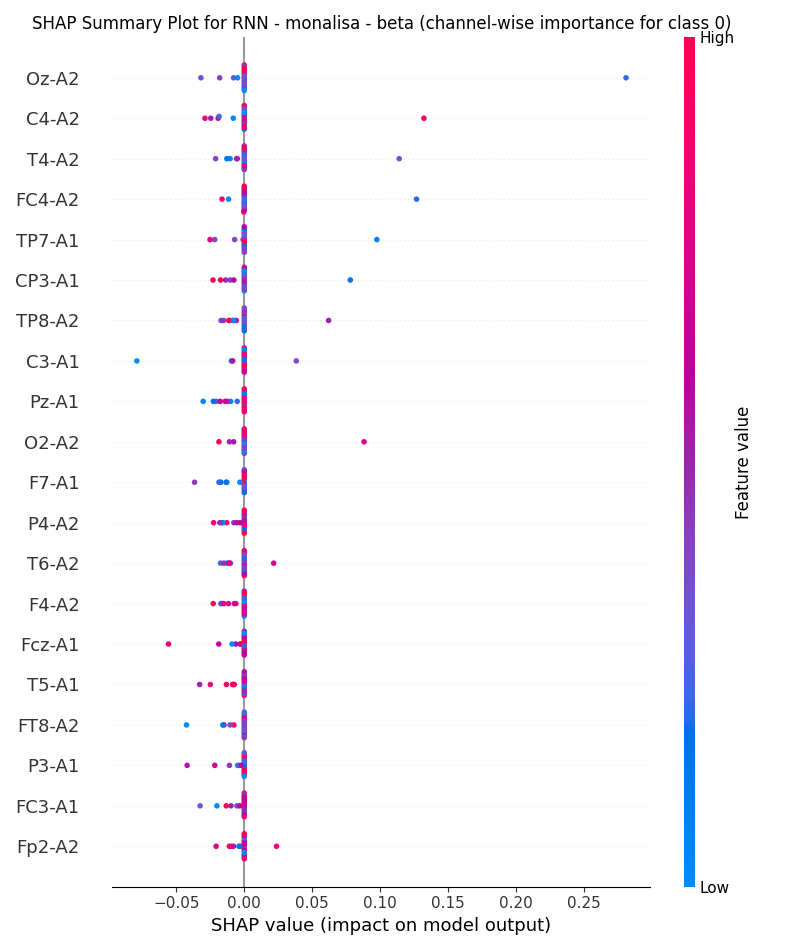 SHAP Summary Plot for RNN - monalisa - beta (channel-wise importance for class 0)
High
Oz-A2
C4-A2
T4-A2
FC4-A2
TP7-A1
CP3-A1
TP8-A2
C3-A1
Pz-A1
O2-A2
F7-A1
P4-A2
T6-A2
F4-A2
Fcz-A1
T5-A1
FT8-A2
P3-A1
FC3-A1
Fp2-A2
Feature value
Low
−0.05 0.00 0.05 0.10 0.15 0.20 0.25
SHAP value (impact on model output)